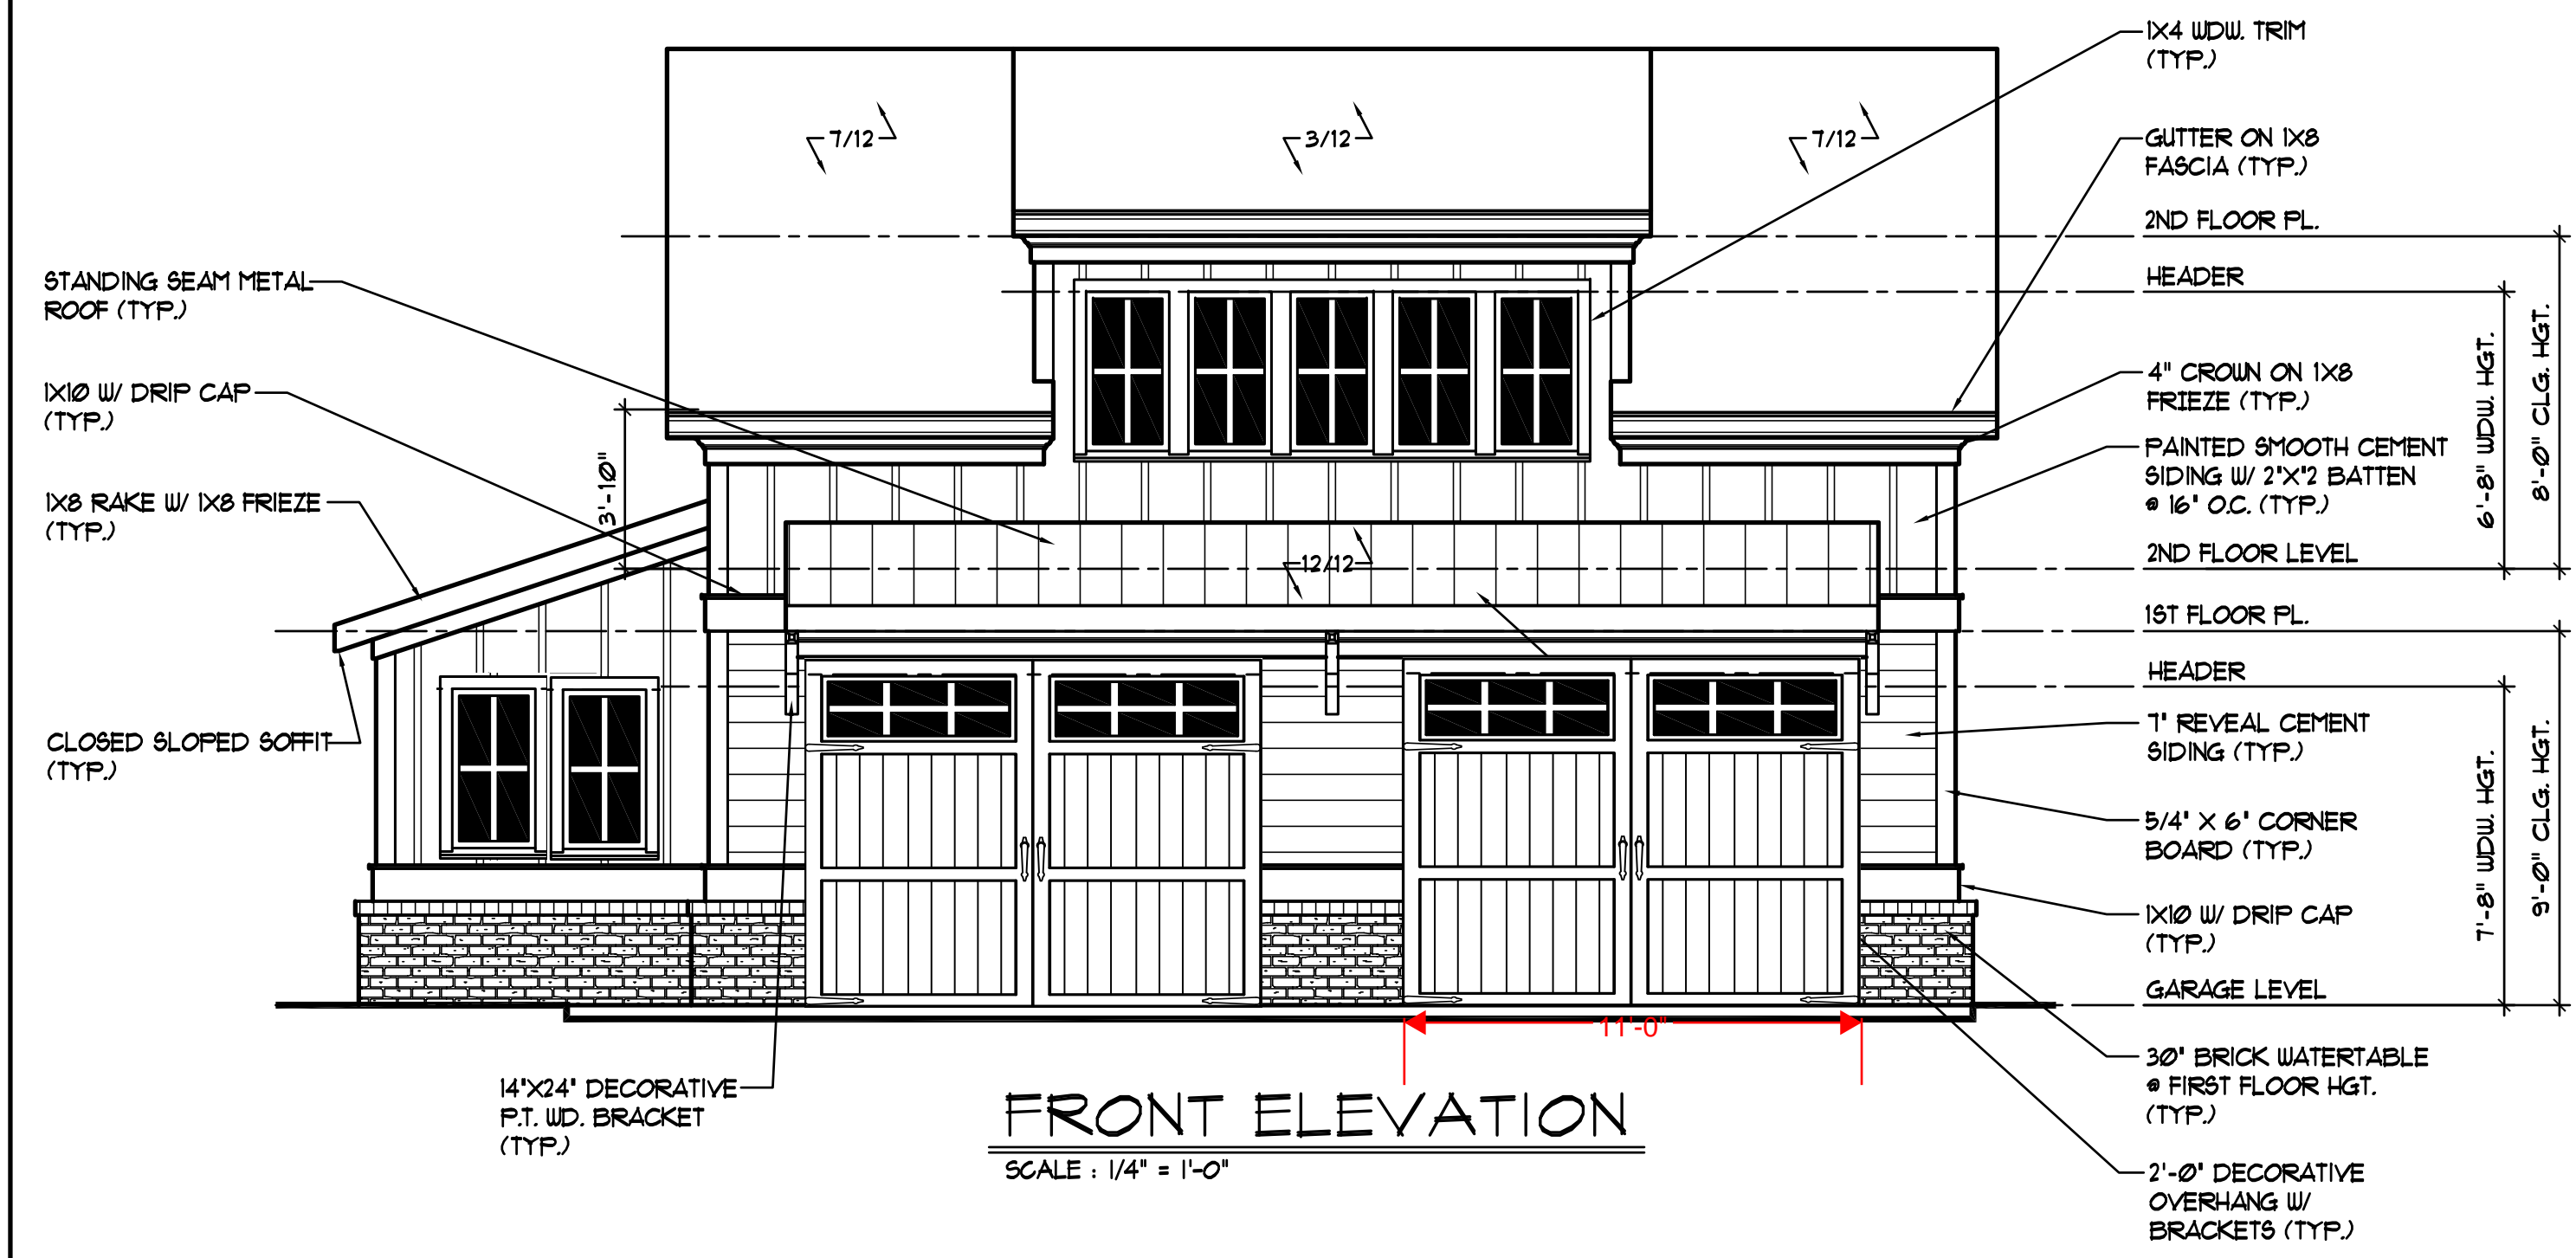 1X4 WDW. TRIM
(TYP.)
7/12
3/12
7/12
GUTTER ON 1X8
FASCIA (TYP.)
2ND FLOOR PL.
HEADER
STANDING SEAM METAL
ROOF (TYP.)
1X10 W/ DRIP CAP
(TYP.)
1X8 RAKE W/ 1X8 FRIEZE
(TYP.)
3'-10"
4" CROWN ON 1X8
FRIEZE (TYP.)
PAINTED SMOOTH CEMENT
SIDING W/ 2"X"2 BATTEN
@ 16" O.C. (TYP.)
6'-8" WDW. HGT.
8'-0" CLG. HGT.
12/12
2ND FLOOR LEVEL
1ST FLOOR PL.
HEADER
CLOSED SLOPED SOFFIT
(TYP.)
7" REVEAL CEMENT
SIDING (TYP.)
5/4" X 6" CORNER
BOARD (TYP.)
7'-8" WDW. HGT.
9'-0" CLG. HGT.
1X10 W/ DRIP CAP
(TYP.)
GARAGE LEVEL
11'-0"
30" BRICK WATERTABLE
@ FIRST FLOOR HGT.
(TYP.)
14"X24" DECORATIVE
P.T. WD. BRACKET
(TYP.)
FRONT ELEVATION
SCALE : 1/4" = 1'-0"
2'-0" DECORATIVE
OVERHANG W/
BRACKETS (TYP.)